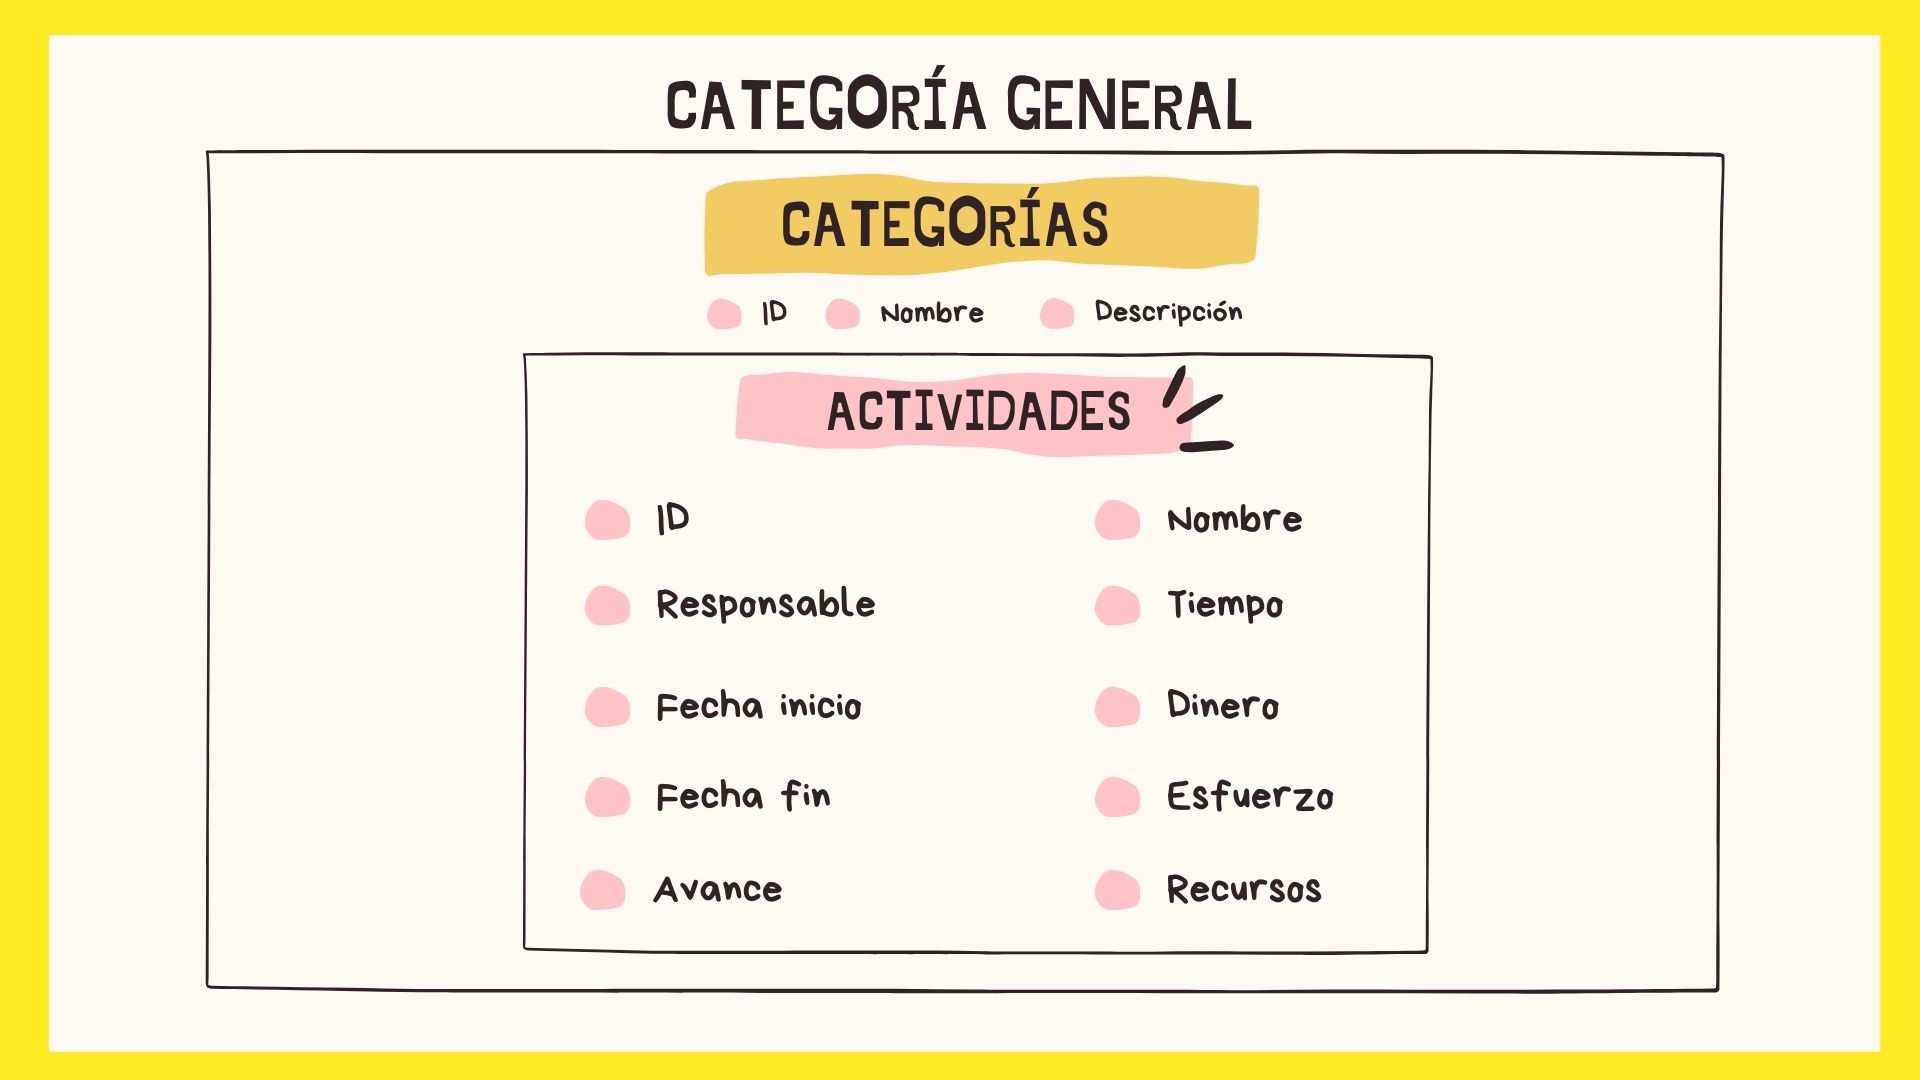 CATEGORÍA GENERAL
CATEGORÍAS
ID Nombre Descripción
ACTIVIDADES
ID Nombre
Responsable Tiempo
Fecha inicio Dinero
Fecha fin Esfuerzo
Avance Recursos